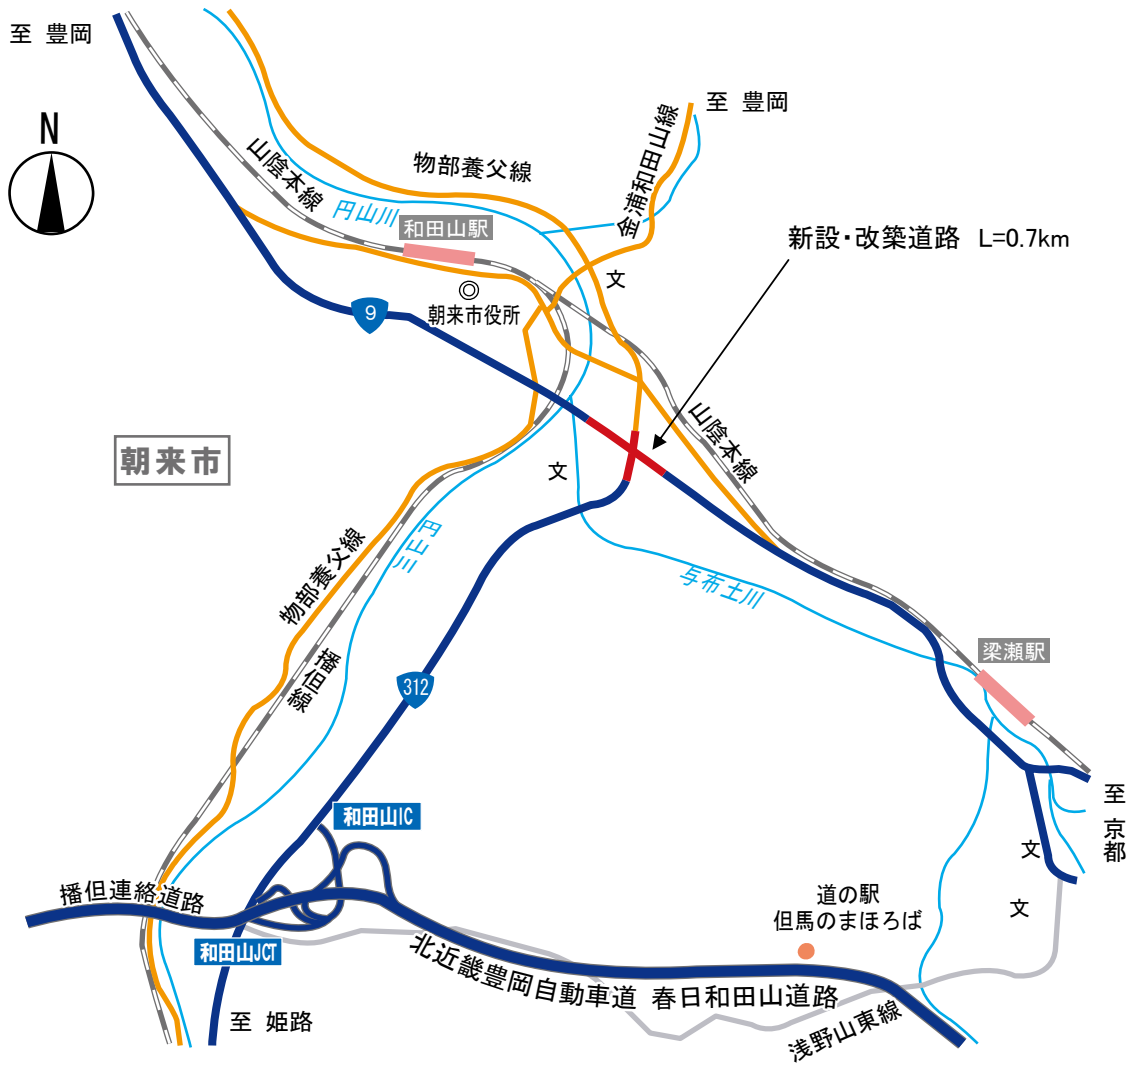 至 豊岡
至 豊岡
N
金浦和田山線
物部養父線
山陰本線
円山川
和田山駅
新設・改築道路 L=0.7km
文
9
朝来市役所
山陰本線
朝来市
文
円山川
物部養父線
与布土川
播但線
梁瀬駅
312
至 京都
和田山IC
文
播但連絡道路
道の駅
但馬のまほろば
文
和田山JCT
北近畿豊岡自動車道 春日和田山道路
至 姫路
浅野山東線